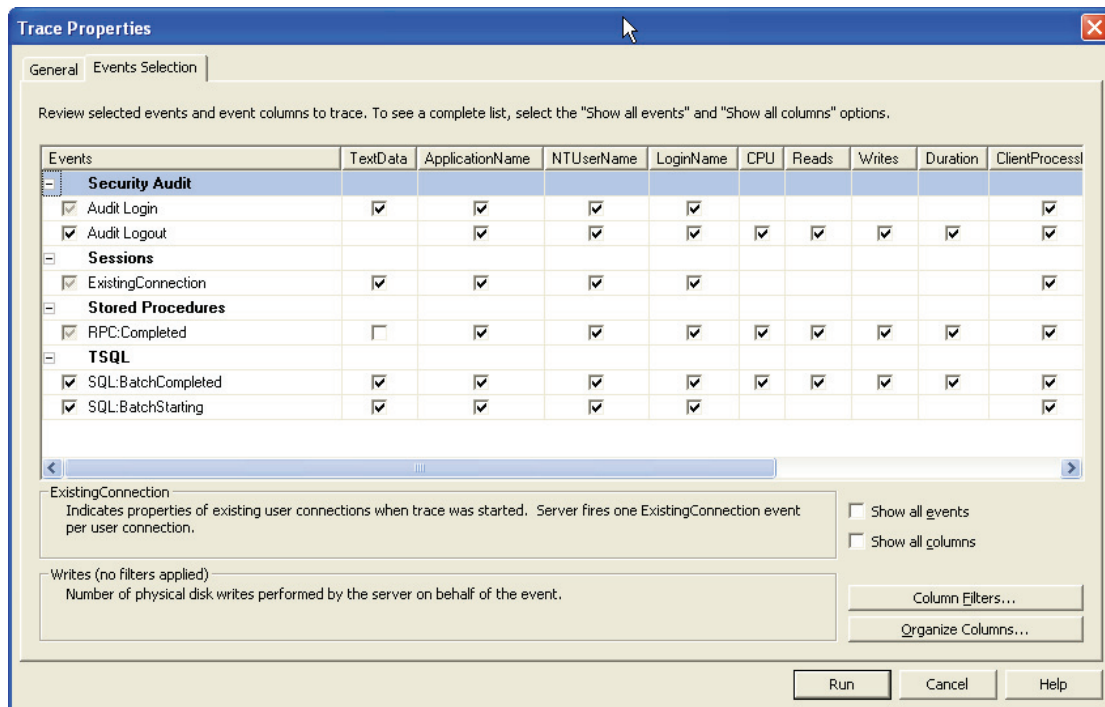 Trace Properties
General Events Selection
Review selected events and event columns to trace. To see a complete list, select the "Show all events" and "Show all columns" options.
Events TextData ApplicationName NTUserName LoginName CPU Reads Writes Duration ClientProcessI
Security Audit
Audit Login
Audit Logout
Sessions
ExistingConnection
Stored Procedures
RPC:Completed
TSQL
SQL:BatchCompleted
SQL:BatchStarting
ExistingConnection
Indicates properties of existing user connections when trace was started. Server fires one ExistingConnection event
per user connection.
Show all events
Show all columns
Writes (no filters applied)
Number of physical disk writes performed by the server on behalf of the event.
Column Filters...
Organize Columns...
Run Cancel Help